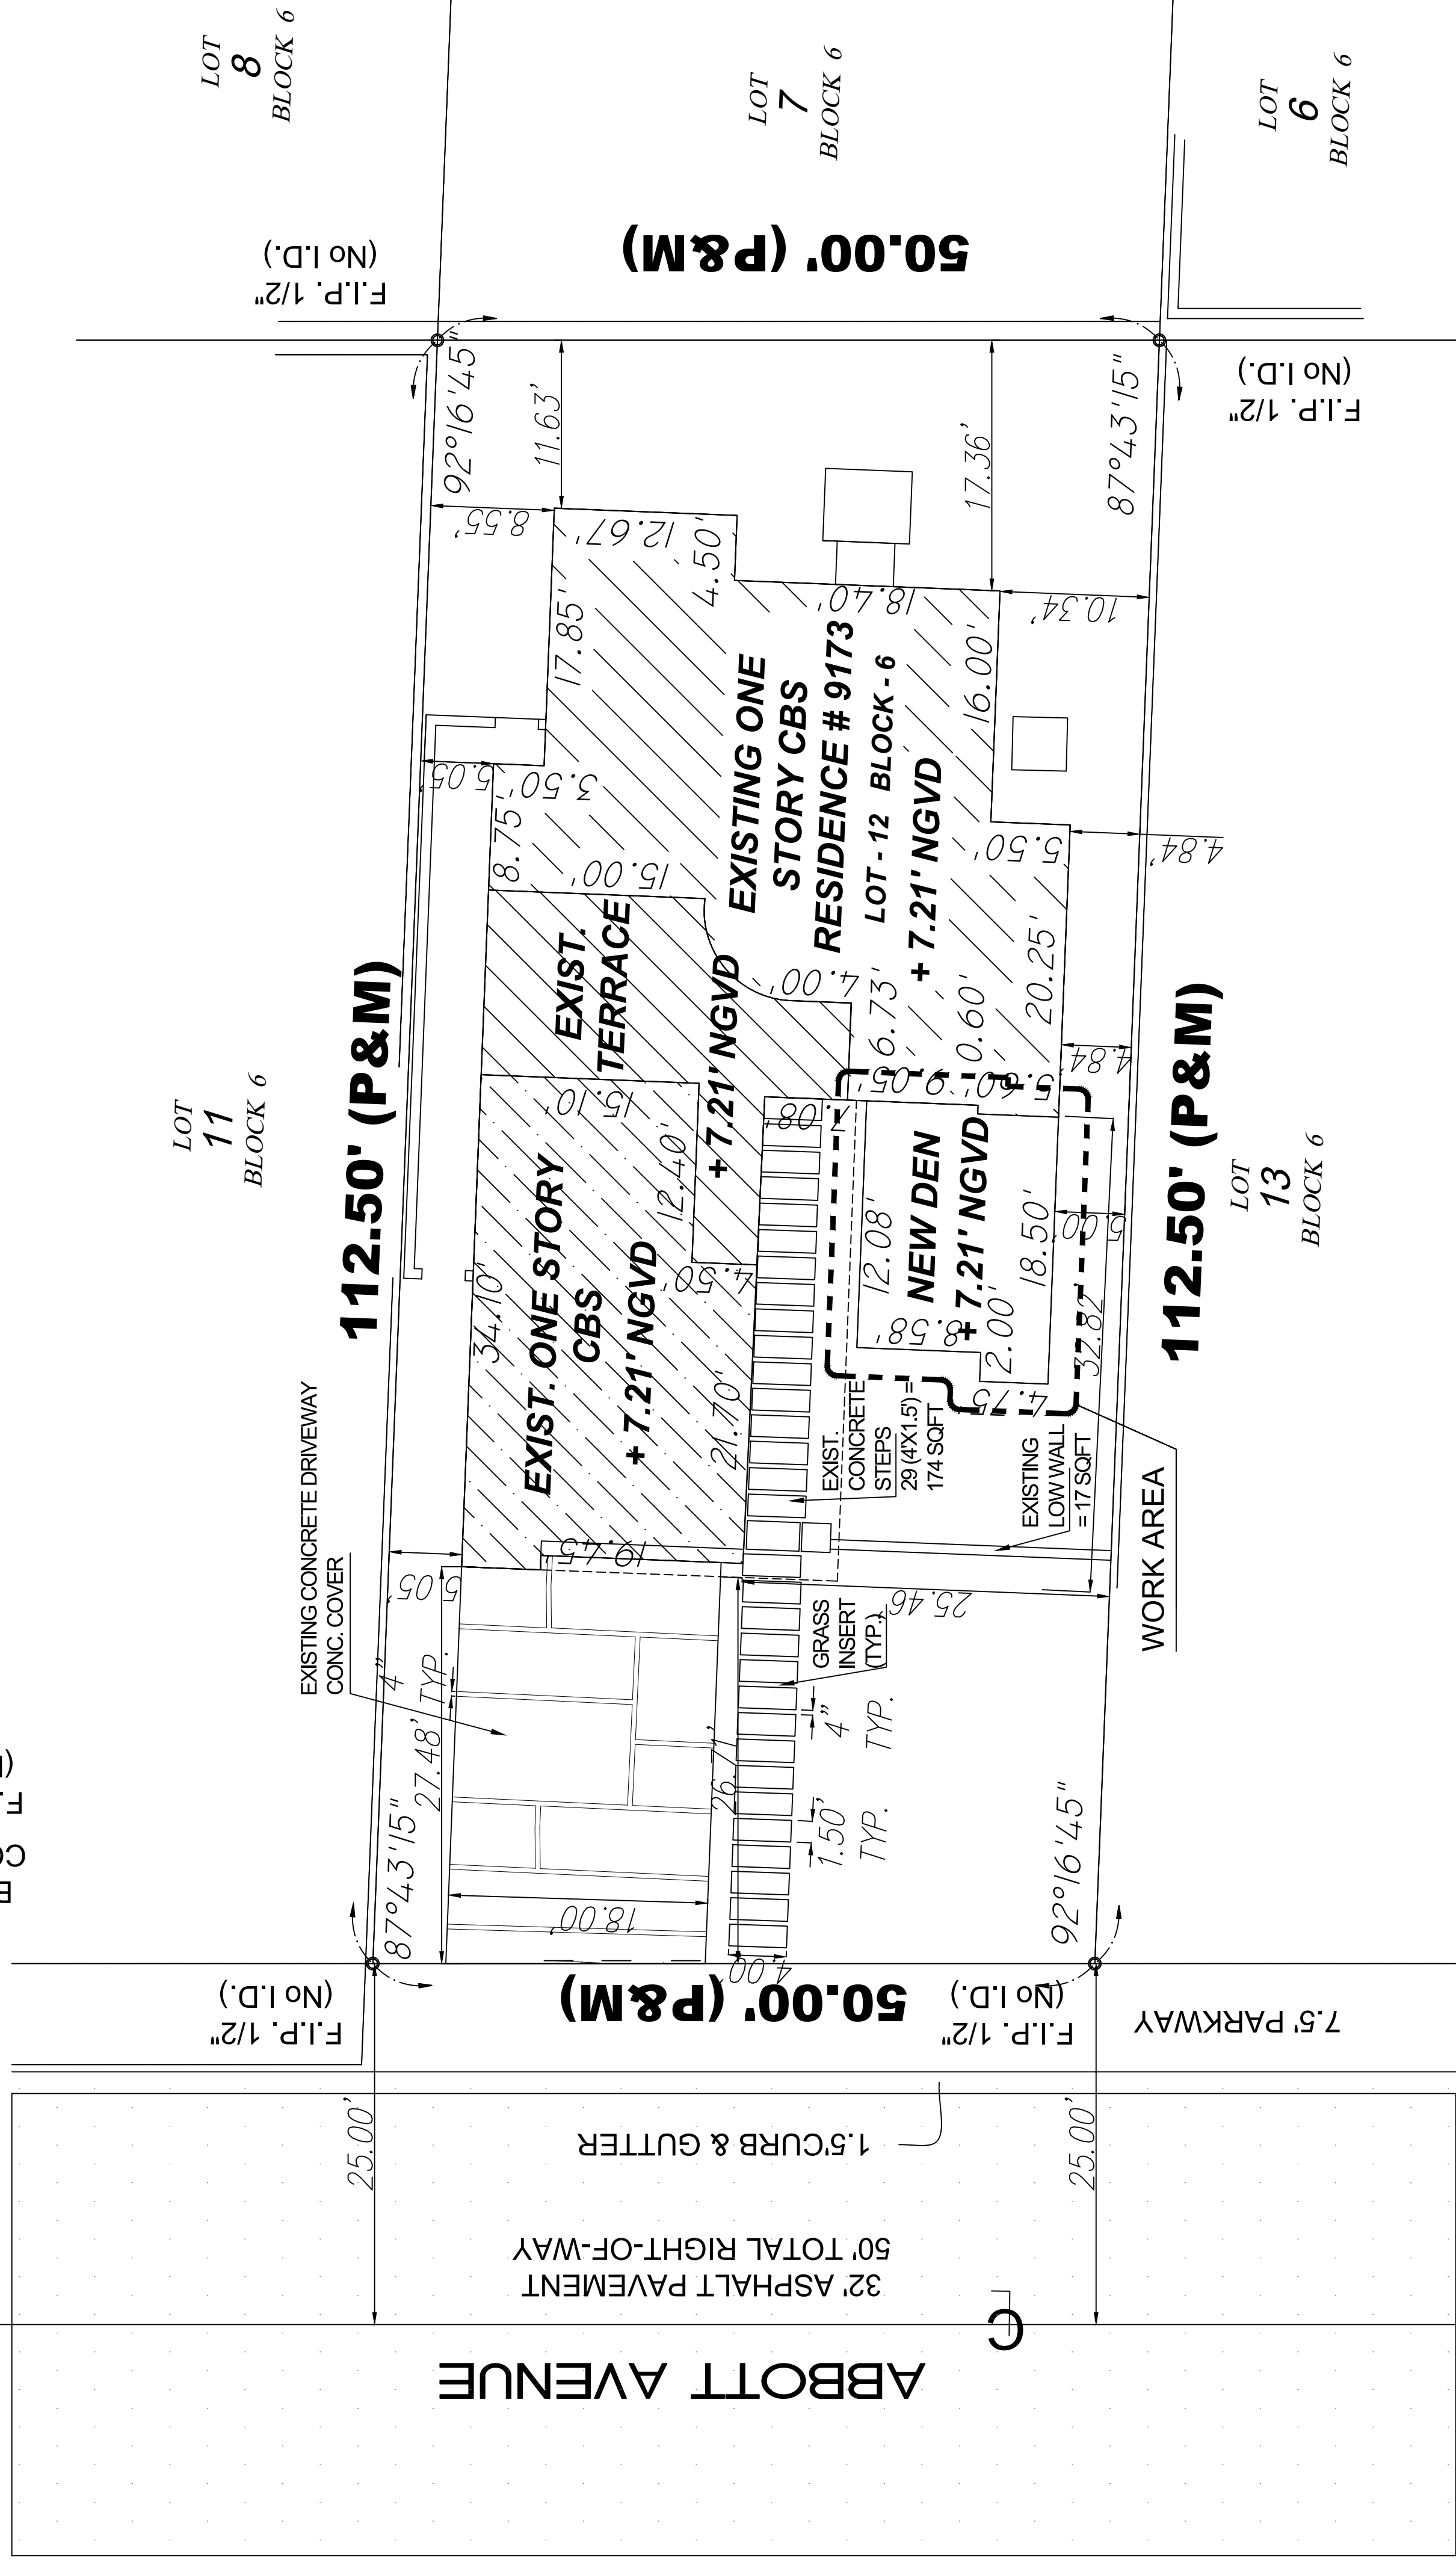 LOT
8
BLOCK 6
LOT
7
BLOCK 6
LOT
6
BLOCK 6
F.I.P. 1/2"
(No I.D.)
50.00' (P&M)
F.I.P. 1/2"
(No I.D.)
92°16'45"
11.63'
17.36'
87°43'15"
8.55'
12.67'
4.50'
17.85'
18.40'
10.34'
16.00'
5.05'
3.50'
8.75'
15.00'
EXISTING ONE
STORY CBS
RESIDENCE # 9173
LOT - 12 BLOCK - 6
+ 7.21' NGVD
5.50'
4.84'
EXIST.
TERRACE
+ 7.21' NGVD
4.00'
6.73'
0.60'
20.25'
4.84'
112.50' (P&M)
112.50' (P&M)
LOT
11
BLOCK 6
LOT
13
BLOCK 6
15.10'
12.40'
7.08'
9.05'
5.60'
EXIST. ONE STORY
CBS
+ 7.21' NGVD
34.10'
4.50'
21.70'
12.08'
NEW DEN
+ 7.21' NGVD
18.50'
5.00'
8.58'
2.00'
4.75'
32.82'
EXISTING CONCRETE DRIVEWAY
CONC. COVER
EXIST.
CONCRETE
STEPS
29 (4'X1.5') =
174 SQFT
EXISTING
LOW WALL
= 17 SQFT
WORK AREA
19.45'
5.05'
25.46'
GRASS
INSERT
(TYP.)
4"
TYP.
27.48'
26.71'
4"
TYP.
1.50'
TYP.
87°43'15"
92°16'45"
18.00'
4.00'
F.I.P. 1/2"
(No I.D.)
50.00' (P&M)
F.I.P. 1/2"
(No I.D.)
7.5' PARKWAY
25.00'
25.00'
1.5'CURB & GUTTER
50' TOTAL RIGHT-OF-WAY
32' ASPHALT PAVEMENT
C
ABBOTT AVENUE